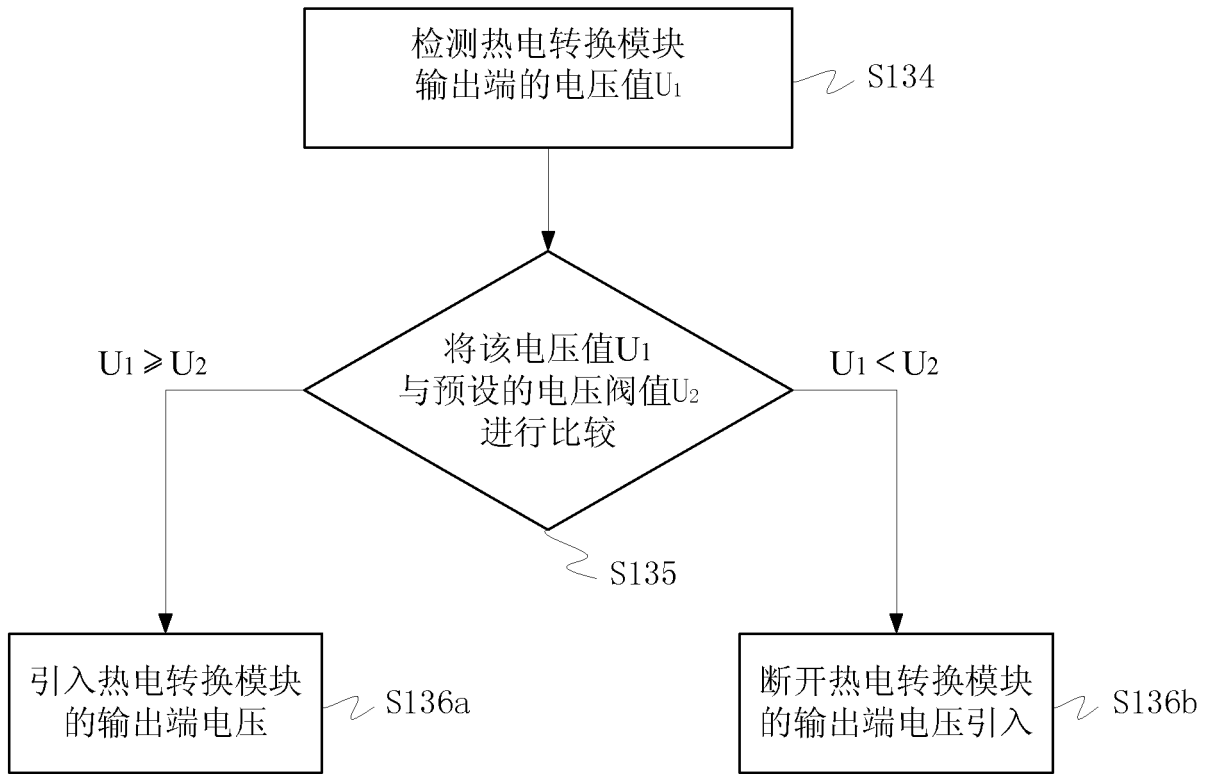 检测热电转换模块
输出端的电压值U₁
S134
将该电压值U₁
与预设的电压阀值U₂
进行比较
U₁≥U₂
U₁<U₂
S135
引入热电转换模块
的输出端电压
S136a
断开热电转换模块
的输出端电压引入
S136b